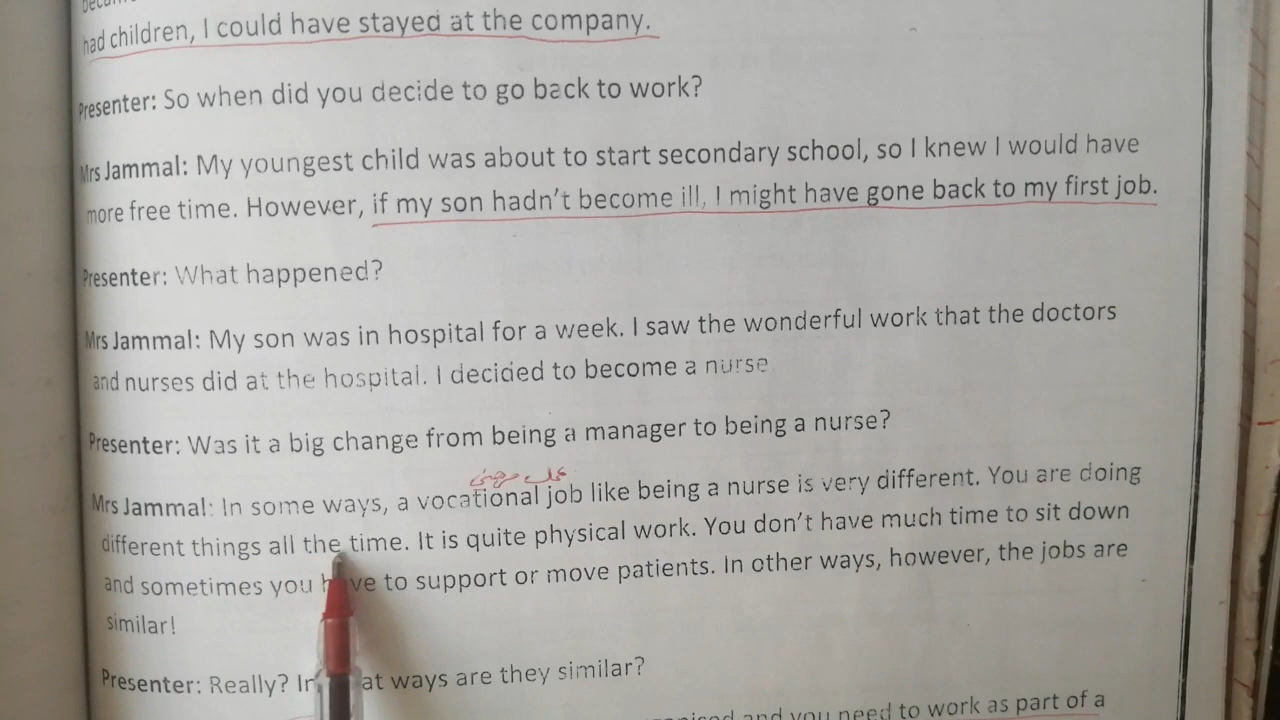 had children, I could have stayed at the company.
Presenter: So when did you decide to go back to work?
Mrs Jammal: My youngest child was about to start secondary school, so I knew I would have
more free time. However, if my son hadn't become ill, I might have gone back to my first job.
Presenter: What happened?
Mrs Jammal: My son was in hospital for a week. I saw the wonderful work that the doctors
and nurses did at the hospital. I decided to become a nurse
Presenter: Was it a big change from being a manager to being a nurse?
عمل مهني
Mrs Jammal: In some ways, a vocational job like being a nurse is very different. You are doing
different things all the time. It is quite physical work. You don't have much time to sit down
and sometimes you have to support or move patients. In other ways, however, the jobs are
similar!
Presenter: Really? In ways are they similar?
and you need to work as part of a